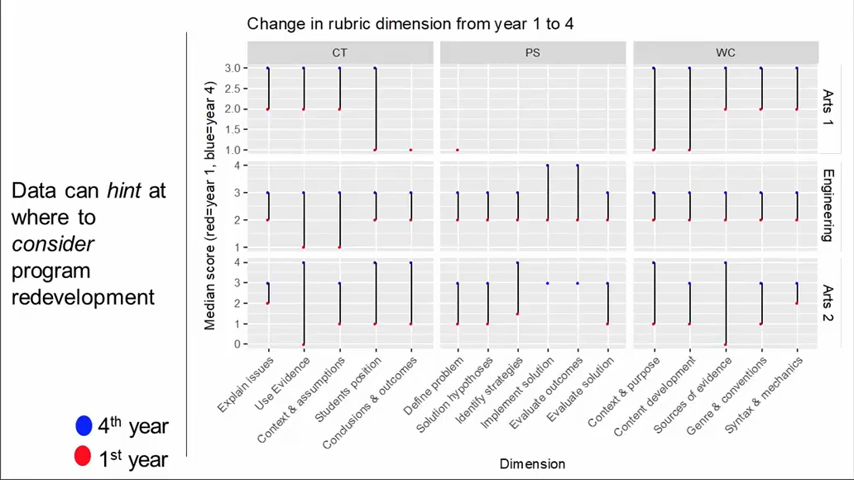 Change in rubric dimension from year 1 to 4
CT
PS
WC
Median score (red=year 1, blue=year 4)
3.0
2.5
2.0
1.5
1.0
Arts 1
4
3
2
1
Engineering
4
3
2
1
0
Arts 2
Explain Issues
Use Evidence
Context & assumptions
Students position
Conclusions & outcomes
Define problem
Solution hypotheses
Identify strategies
Implement solution
Evaluate outcomes
Evaluate solution
Context & purpose
Content development
Sources of evidence
Genre & conventions
Syntax & mechanics
Dimension
Data can hint at
where to
consider
program
redevelopment
4th year
1st year